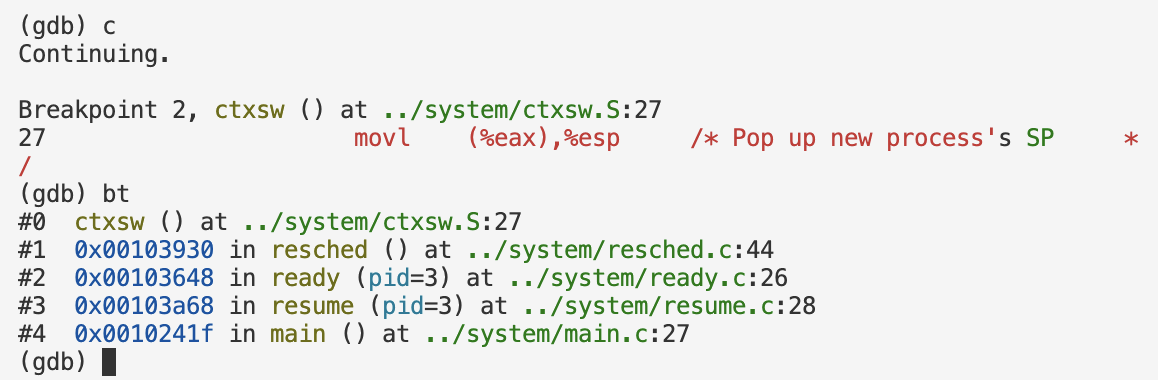 (gdb) c
Continuing.
Breakpoint 2, ctxsw () at ../system/ctxsw.S:27
27 movl (%eax),%esp /* Pop up new process's SP *
/
(gdb) bt
#0 ctxsw () at ../system/ctxsw.S:27
#1 0x00103930 in resched () at ../system/resched.c:44
#2 0x00103648 in ready (pid=3) at ../system/ready.c:26
#3 0x00103a68 in resume (pid=3) at ../system/resume.c:28
#4 0x0010241f in main () at ../system/main.c:27
(gdb)